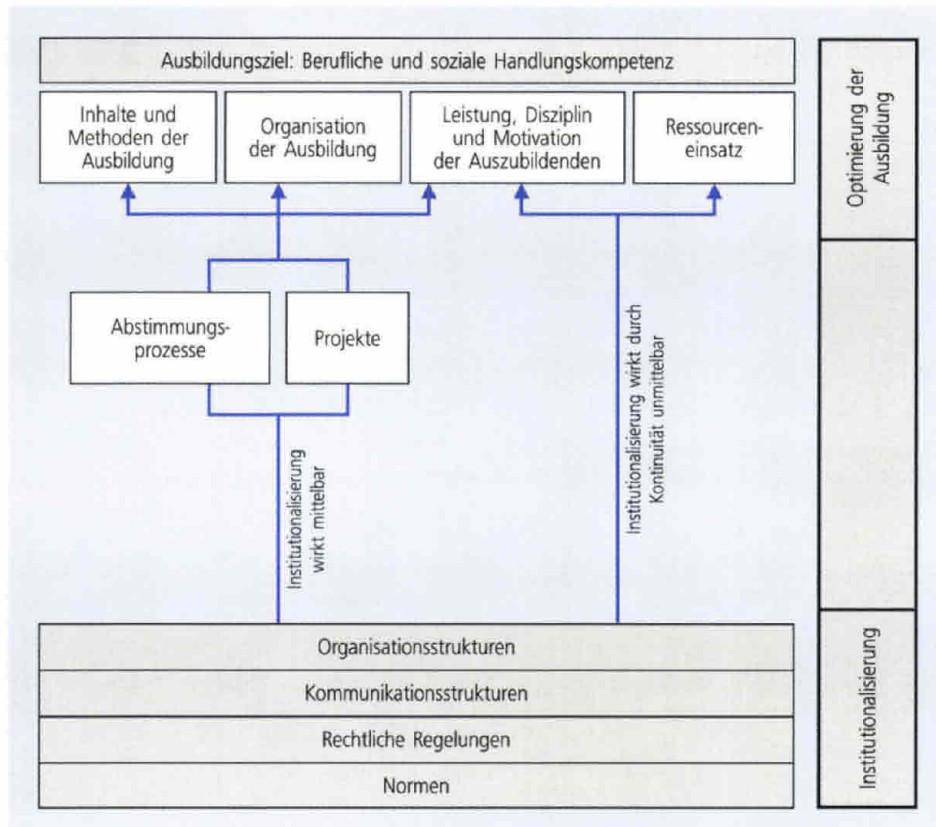 Ausbildungsziel: Berufliche und soziale Handlungskompetenz
Inhalte und
Methoden der
Ausbildung
Organisation
der Ausbildung
Leistung, Disziplin
und Motivation
der Auszubildenden
Ressourcen-
einsatz
Optimierung der
Ausbildung
Abstimmungs-
prozesse
Projekte
Institutionalisierung
wirkt mittelbar
Institutionalisierung wirkt durch
Kontinuität unmittelbar
Organisationsstrukturen
Kommunikationsstrukturen
Rechtliche Regelungen
Normen
Institutionalisierung